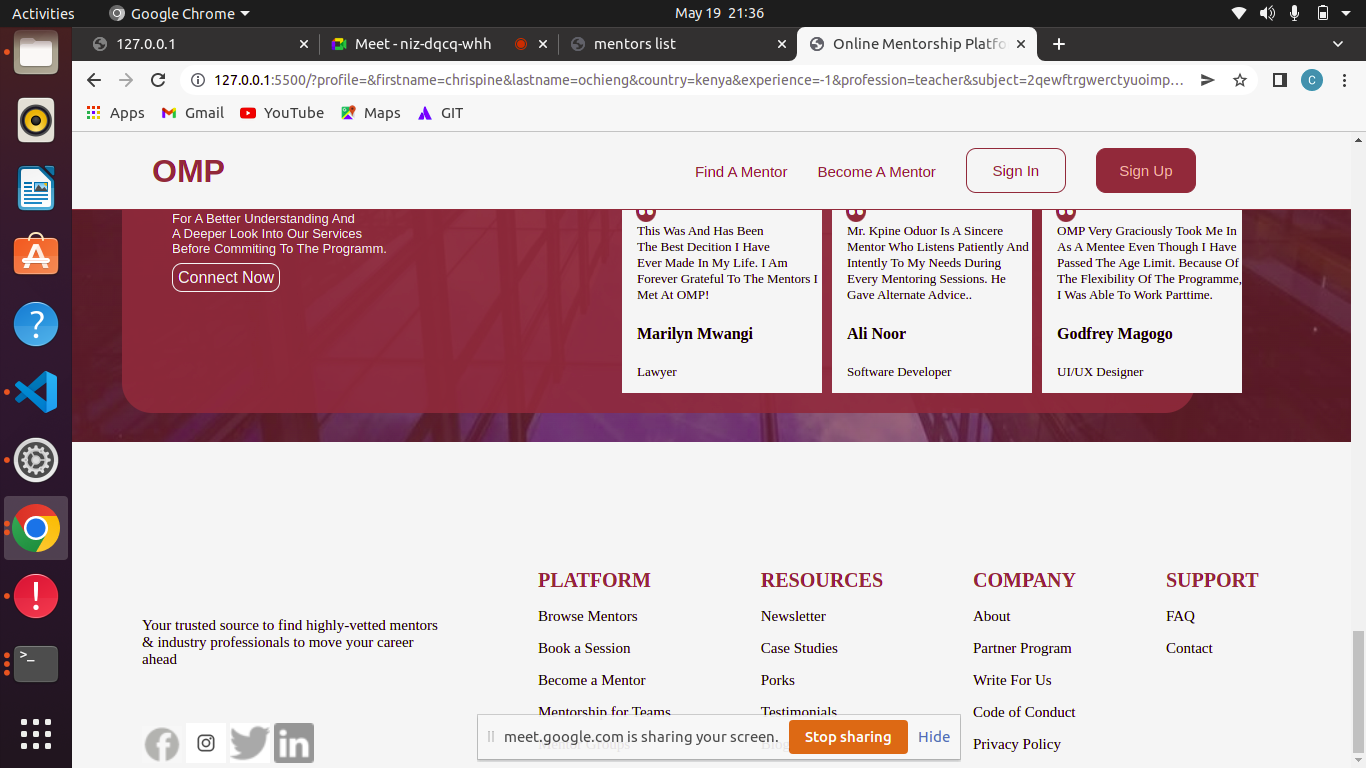 Activities
Google Chrome
May 19 21:36
127.0.0.1
Meet - niz-dqcq-whh
mentors list
Online Mentorship Platfo
127.0.0.1:5500/?profile=&firstname=chrispine&lastname=ochieng&country=kenya&experience=-1&profession=teacher&subject=2qewftrgwerctyuoimp...
C
Apps
Gmail
YouTube
Maps
GIT
OMP
Find A Mentor
Become A Mentor
Sign In
Sign Up
For A Better Understanding And
A Deeper Look Into Our Services
Before Commiting To The Programm.
Connect Now
This Was And Has Been
The Best Decition I Have
Ever Made In My Life. I Am
Forever Grateful To The Mentors I
Met At OMP!
Marilyn Mwangi
Lawyer
Mr. Kpine Oduor Is A Sincere
Mentor Who Listens Patiently And
Intently To My Needs During
Every Mentoring Sessions. He
Gave Alternate Advice..
Ali Noor
Software Developer
OMP Very Graciously Took Me In
As A Mentee Even Though I Have
Passed The Age Limit. Because Of
The Flexibility Of The Programme,
I Was Able To Work Parttime.
Godfrey Magogo
UI/UX Designer
Your trusted source to find highly-vetted mentors
& industry professionals to move your career
ahead
PLATFORM
Browse Mentors
Book a Session
Become a Mentor
Mentorship for Teams
Mentor Groups
RESOURCES
Newsletter
Case Studies
Porks
Testimonials
Blog
COMPANY
About
Partner Program
Write For Us
Code of Conduct
Privacy Policy
SUPPORT
FAQ
Contact
meet.google.com is sharing your screen.
Stop sharing
Hide